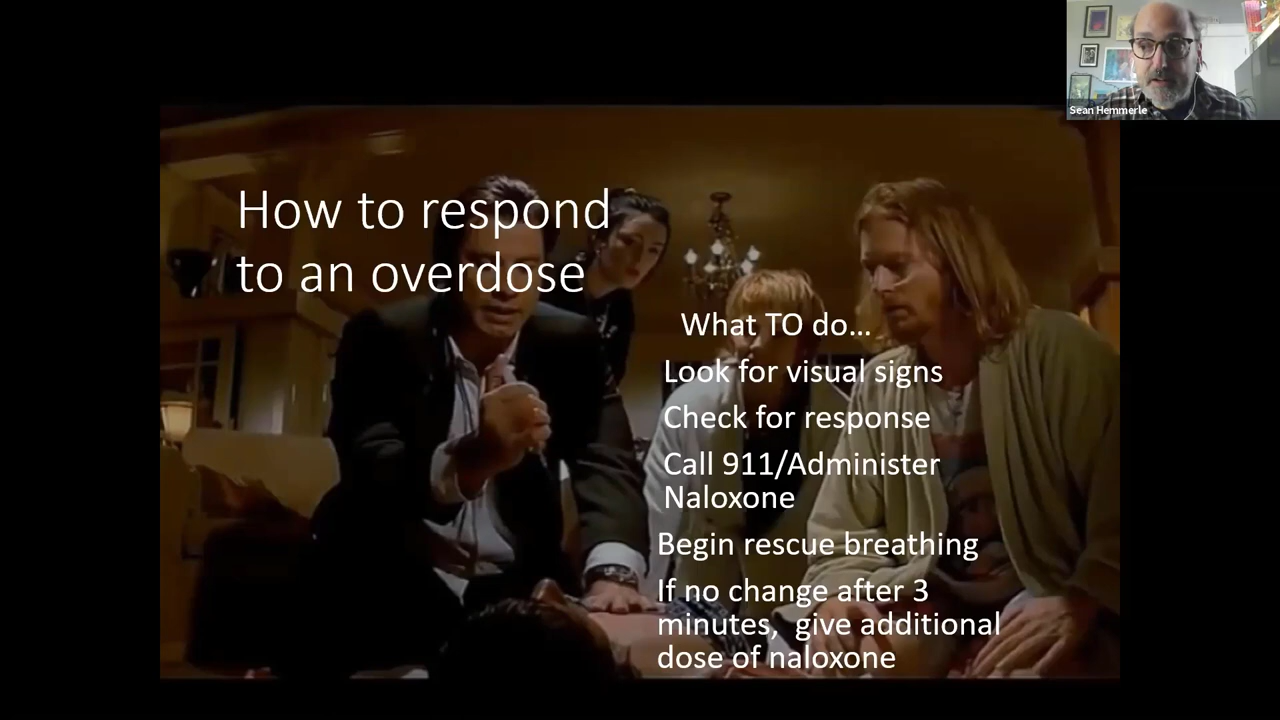 Sean Hemmerle
How to respond
to an overdose
What TO do...
Look for visual signs
Check for response
Call 911/Administer
Naloxone
Begin rescue breathing
If no change after 3
minutes,  give additional
dose of naloxone